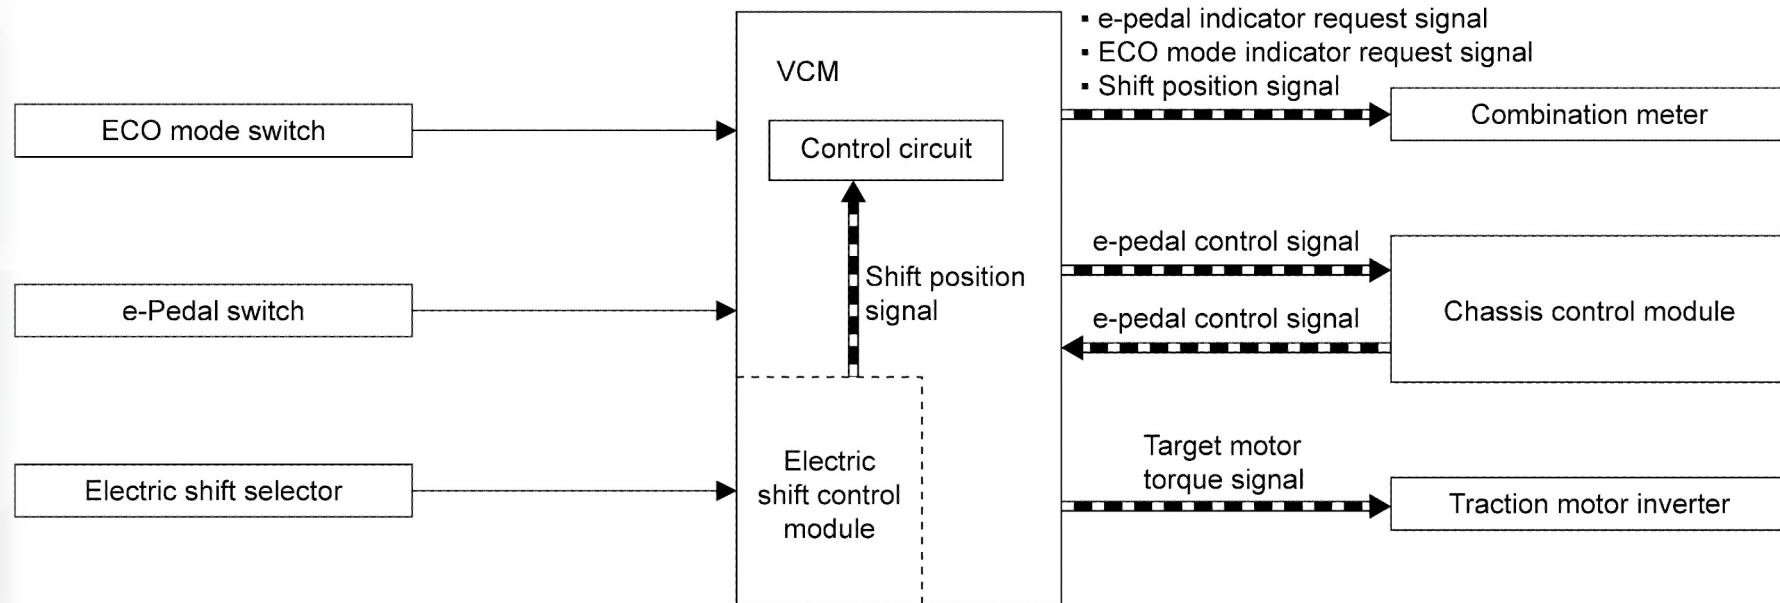 ▪ e-pedal indicator request signal
▪ ECO mode indicator request signal
▪ Shift position signal
VCM
ECO mode switch
Control circuit
Combination meter
e-pedal control signal
Shift position
signal
e-Pedal switch
e-pedal control signal
Chassis control module
Electric shift selector
Electric
shift control
module
Target motor
torque signal
Traction motor inverter